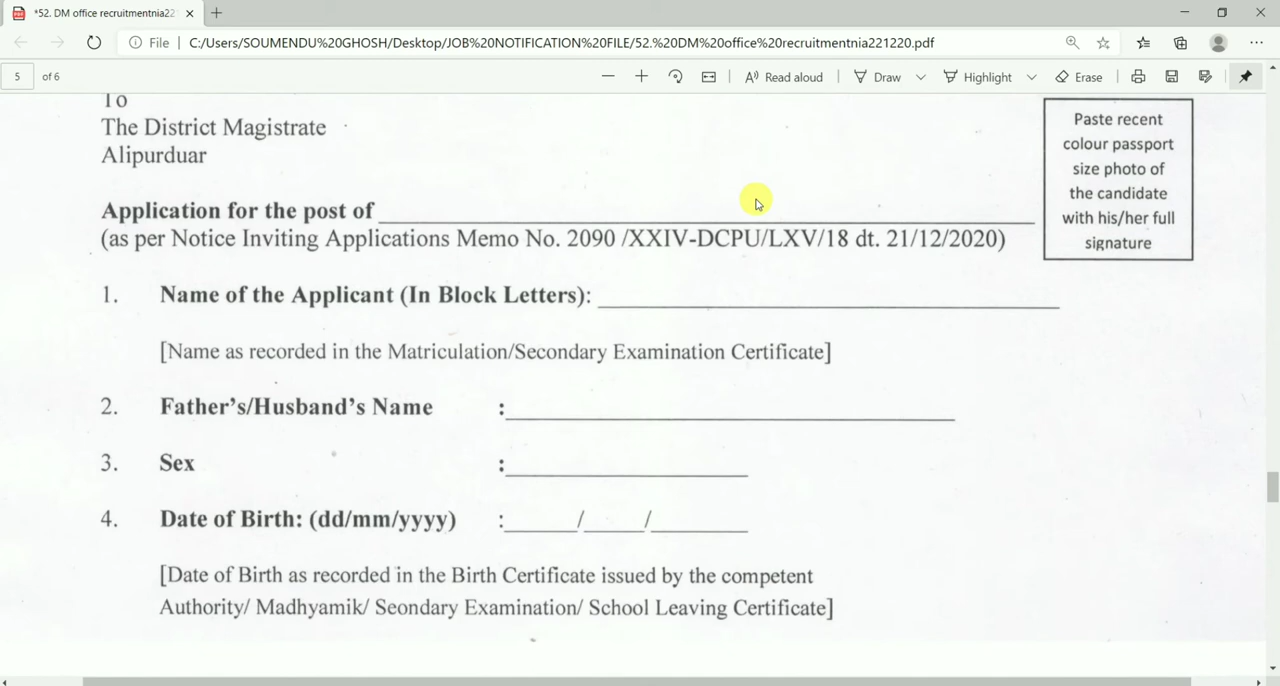 *52. DM office recruitmentnia22
File
C:/Users/SOUMENDU%20GHOSH/Desktop/JOB%20NOTIFICATION%20FILE/52.%20DM%20office%20recruitmentnia221220.pdf
5 of 6
Read aloud
Draw
Highlight
Erase
To
The District Magistrate
Alipurduar
Paste recent
colour passport
size photo of
the candidate
with his/her full
signature
Application for the post of
(as per Notice Inviting Applications Memo No. 2090 /XXIV-DCPU/LXV/18 dt. 21/12/2020)
1. Name of the Applicant (In Block Letters):
[Name as recorded in the Matriculation/Secondary Examination Certificate]
2. Father's/Husband's Name :
3. Sex :
4. Date of Birth: (dd/mm/yyyy) : / /
[Date of Birth as recorded in the Birth Certificate issued by the competent
Authority/ Madhyamik/ Seondary Examination/ School Leaving Certificate]